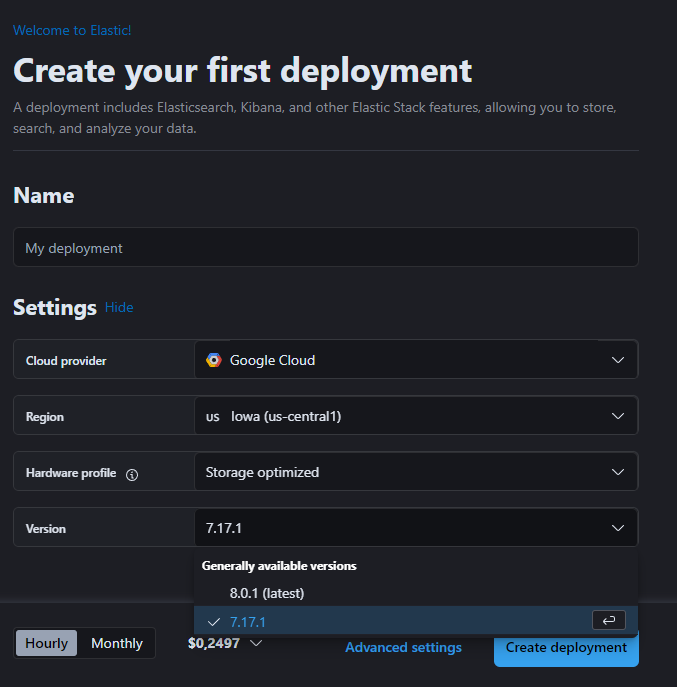 Welcome to Elastic!
Create your first deployment
A deployment includes Elasticsearch, Kibana, and other Elastic Stack features, allowing you to store,
search, and analyze your data.
Name
My deployment
Settings Hide
Cloud provider Google Cloud
Region US Iowa (us-central1)
Hardware profile Storage optimized
Version 7.17.1
Generally available versions
8.0.1 (latest)
7.17.1
Hourly Monthly $0,2497 Advanced settings Create deployment